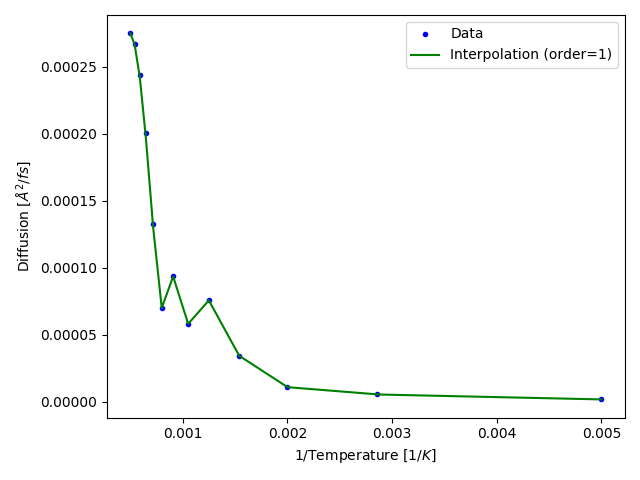 Data
Interpolation (order=1)
0.00025
0.00020
0.00015
0.00010
0.00005
0.00000
Diffusion [Å²/fs]
0.001 0.002 0.003 0.004 0.005
1/Temperature [1/K]